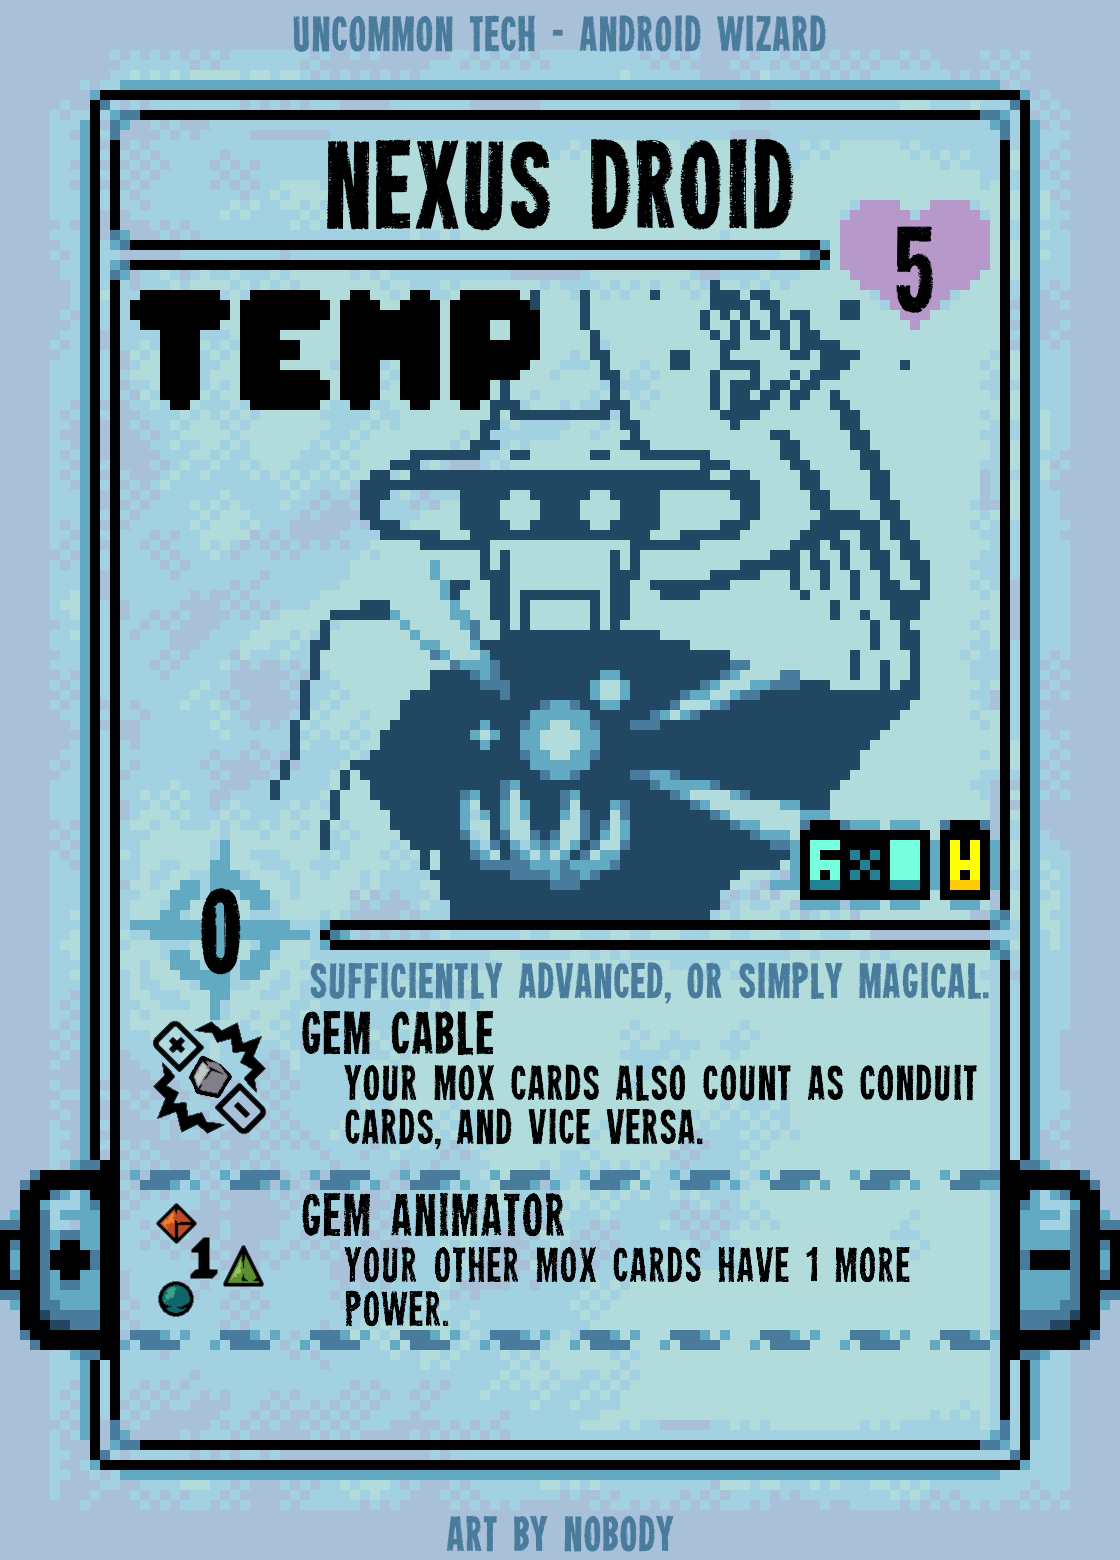 UNCOMMON TECH - ANDROID WIZARD
NEXUS DROID
5
TEMP
6
0
SUFFICIENTLY ADVANCED, OR SIMPLY MAGICAL.
GEM CABLE
YOUR MOX CARDS ALSO COUNT AS CONDUIT
CARDS, AND VICE VERSA.
GEM ANIMATOR
1
YOUR OTHER MOX CARDS HAVE 1 MORE
POWER.
ART BY NOBODY